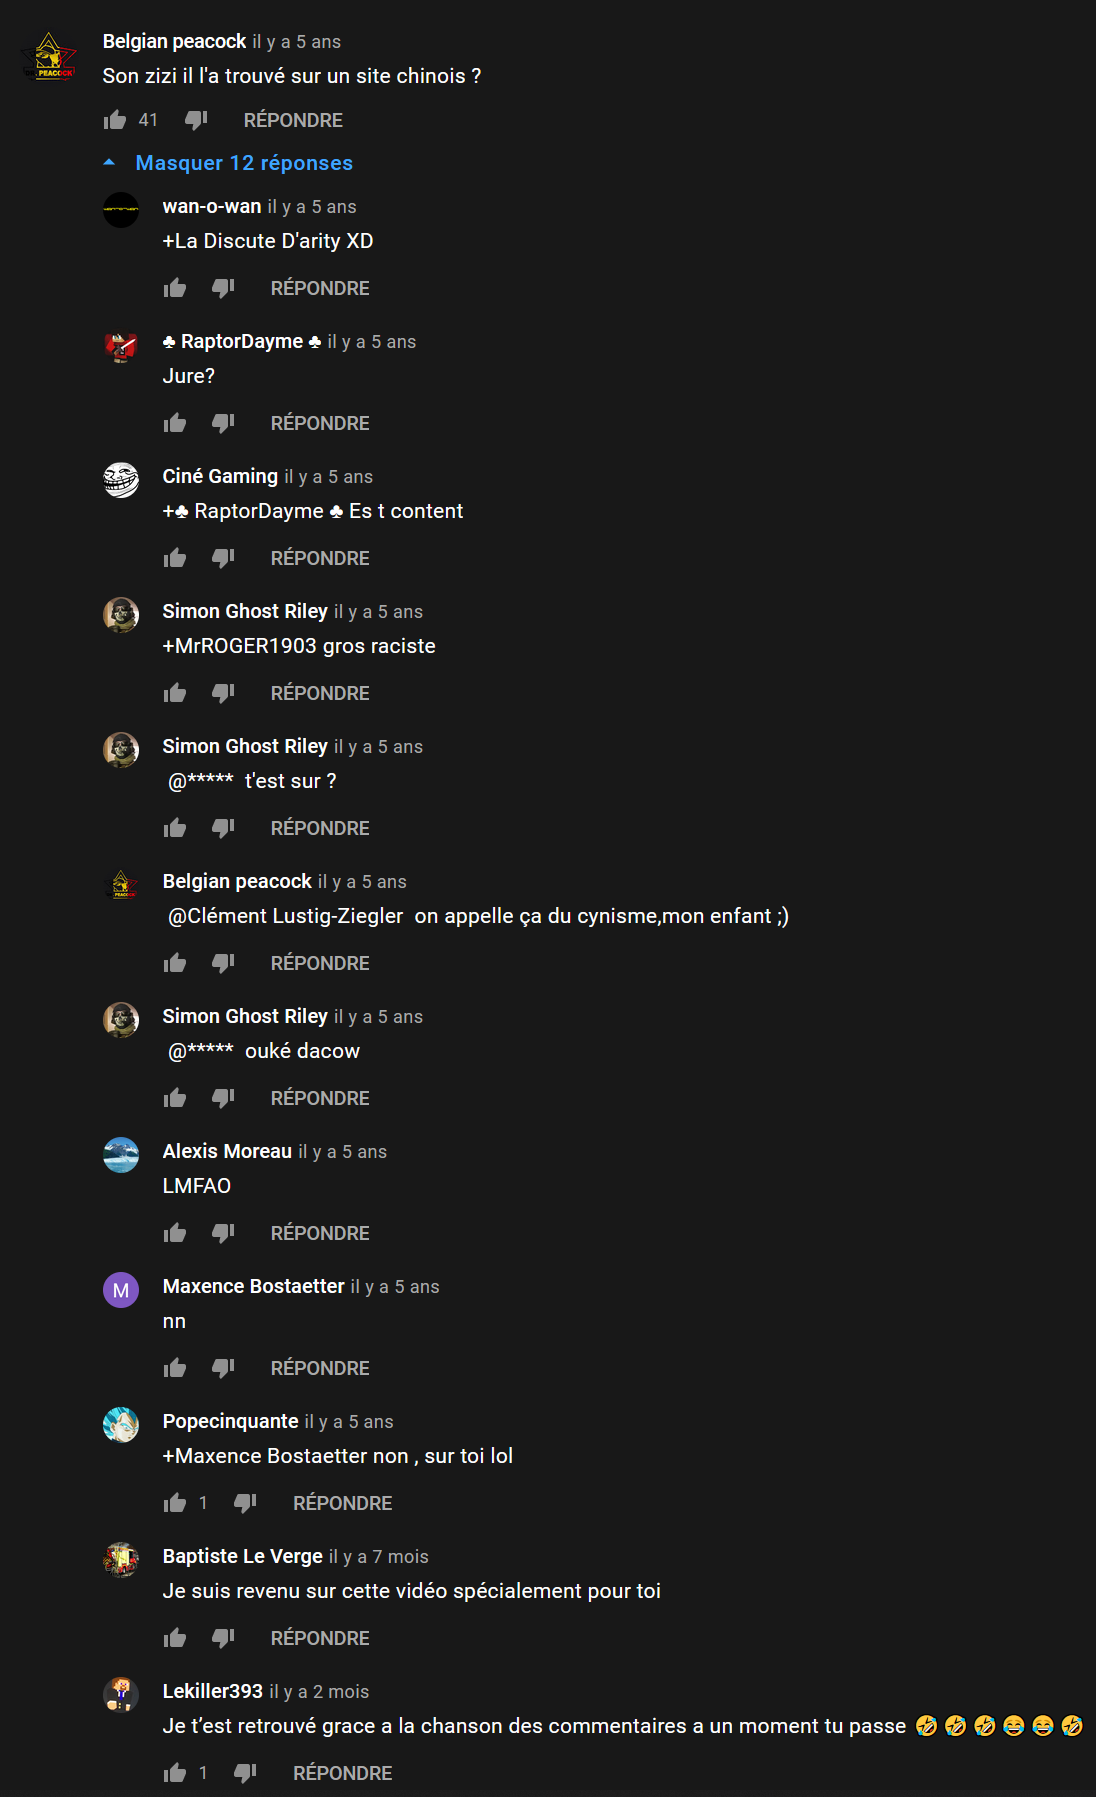 Belgian peacock il y a 5 ans
Son zizi il l'a trouvé sur un site chinois ?
41 RÉPONDRE
Masquer 12 réponses
wan-o-wan il y a 5 ans
+La Discute D'arity XD
RÉPONDRE
♣ RaptorDayme ♣ il y a 5 ans
Jure?
RÉPONDRE
Ciné Gaming il y a 5 ans
+♣ RaptorDayme ♣ Es t content
RÉPONDRE
Simon Ghost Riley il y a 5 ans
+MrROGER1903 gros raciste
RÉPONDRE
Simon Ghost Riley il y a 5 ans
@***** t'est sur ?
RÉPONDRE
Belgian peacock il y a 5 ans
@Clément Lustig-Ziegler on appelle ça du cynisme,mon enfant ;)
RÉPONDRE
Simon Ghost Riley il y a 5 ans
@***** ouké dacow
RÉPONDRE
Alexis Moreau il y a 5 ans
LMFAO
RÉPONDRE
M Maxence Bostaetter il y a 5 ans
nn
RÉPONDRE
Popecinquante il y a 5 ans
+Maxence Bostaetter non , sur toi lol
1 RÉPONDRE
Baptiste Le Verge il y a 7 mois
Je suis revenu sur cette vidéo spécialement pour toi
RÉPONDRE
Lekiller393 il y a 2 mois
Je t’est retrouvé grace a la chanson des commentaires a un moment tu passe 🤣🤣🤣😂😂🤣
1 RÉPONDRE